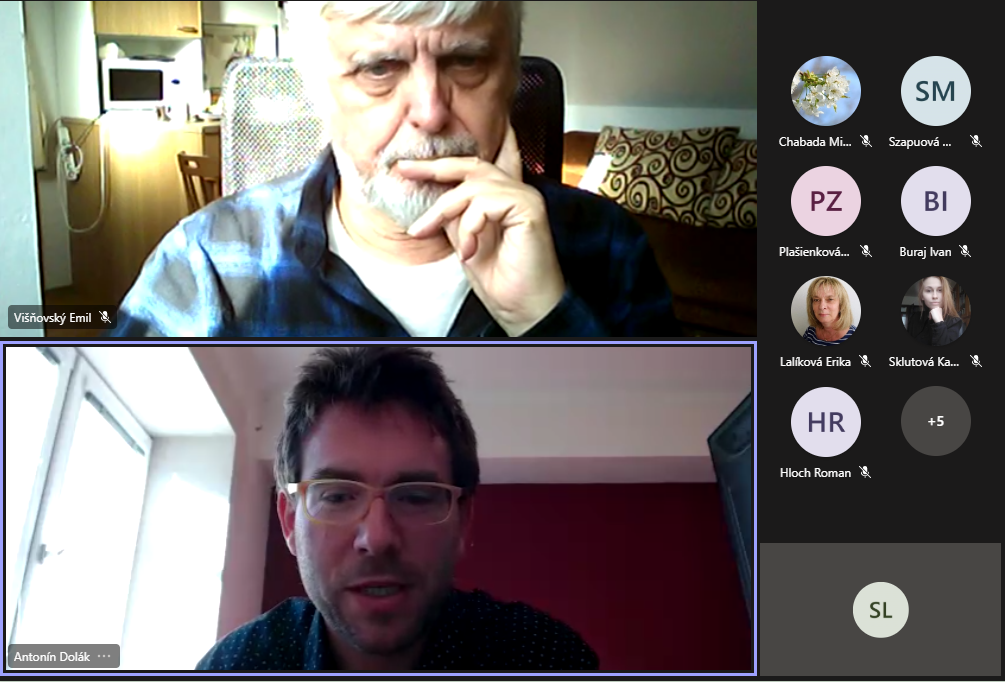 Višňovský Emil
Antonín Dolák
Chabada Mi...
SM
Szapuová ...
PZ
Plašienková...
BI
Buraj Ivan
Lalíková Erika
Sklutová Ka...
HR
Hloch Roman
+5
SL